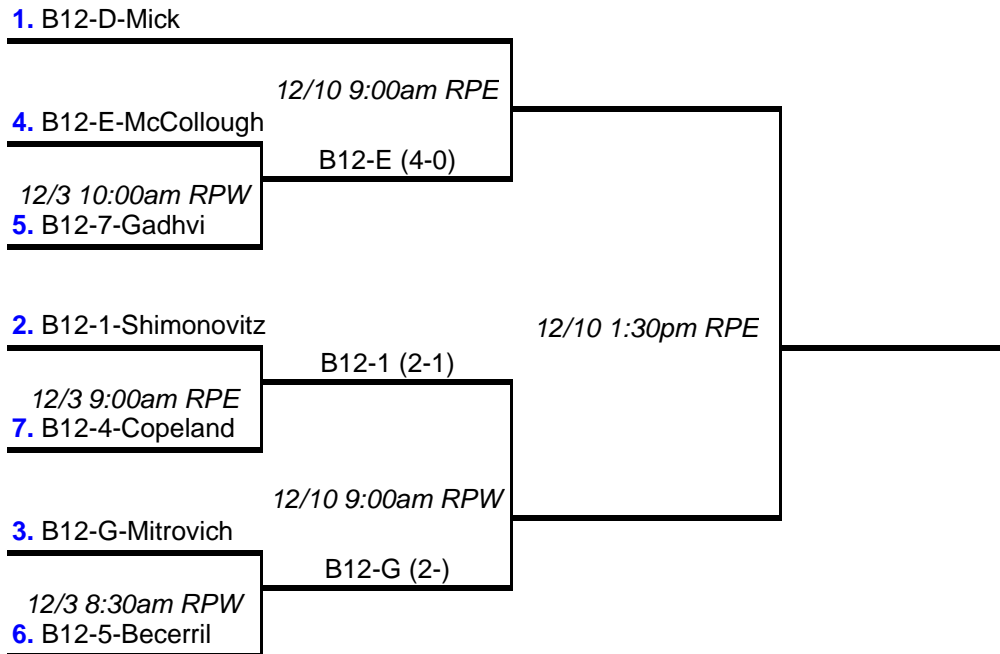 1. B12-D-Mick
12/10 9:00am RPE
4. B12-E-McCollough
B12-E (4-0)
12/3 10:00am RPW
5. B12-7-Gadhvi
2. B12-1-Shimonovitz
12/10 1:30pm RPE
B12-1 (2-1)
12/3 9:00am RPE
7. B12-4-Copeland
12/10 9:00am RPW
3. B12-G-Mitrovich
B12-G (2-)
12/3 8:30am RPW
6. B12-5-Becerril